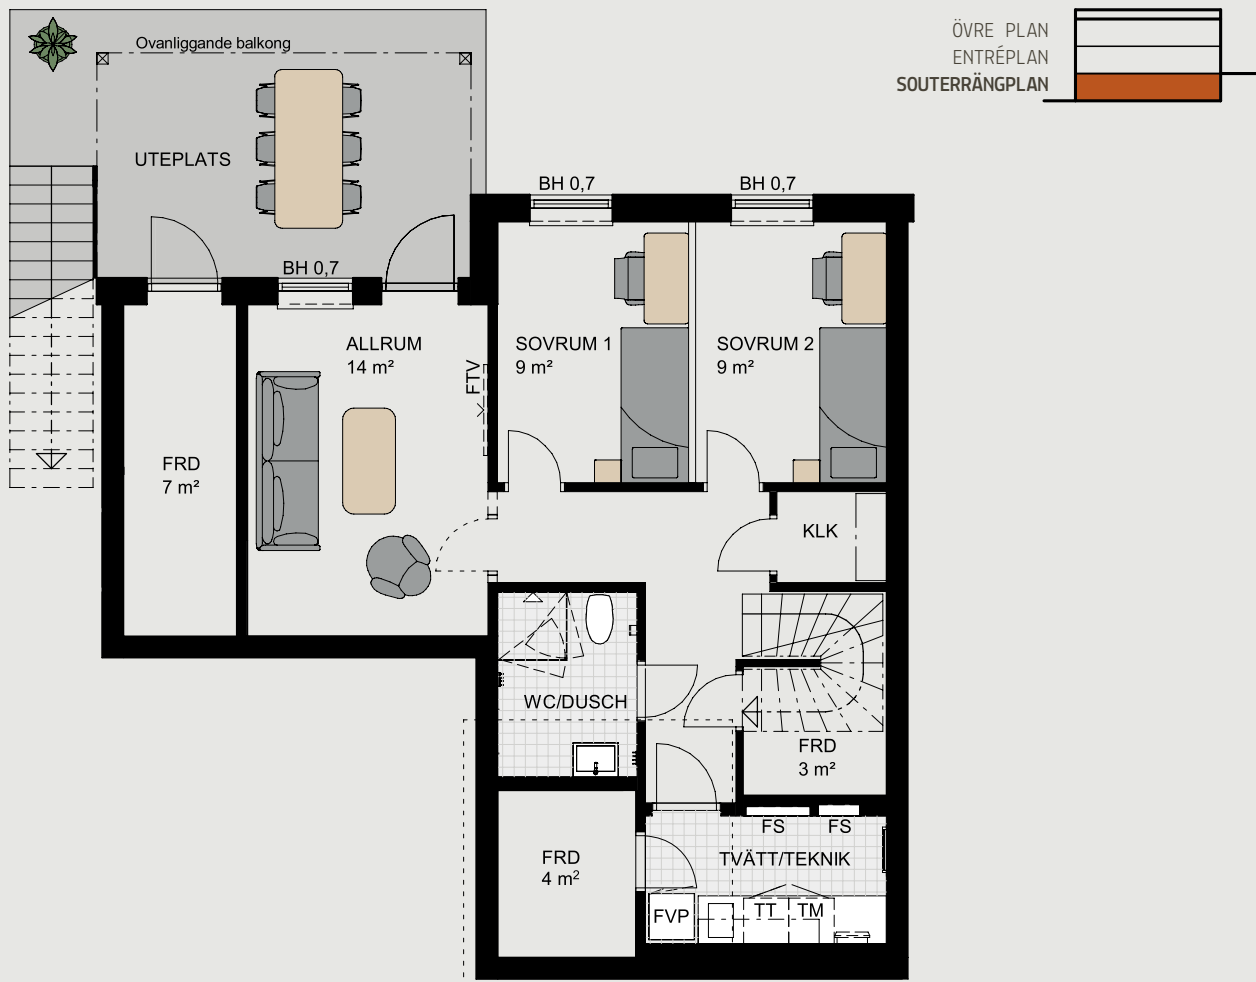 Ovanliggande balkong
ÖVRE PLAN
ENTRÉPLAN
SOUTERRÄNGPLAN
UTEPLATS
BH 0,7
BH 0,7
BH 0,7
ALLRUM
14 m²
FTV
SOVRUM 1
9 m²
SOVRUM 2
9 m²
FRD
7 m²
KLK
WC/DUSCH
FRD
3 m²
FS
FS
FRD
4 m²
TVÄTT/TEKNIK
FVP
TT
TM